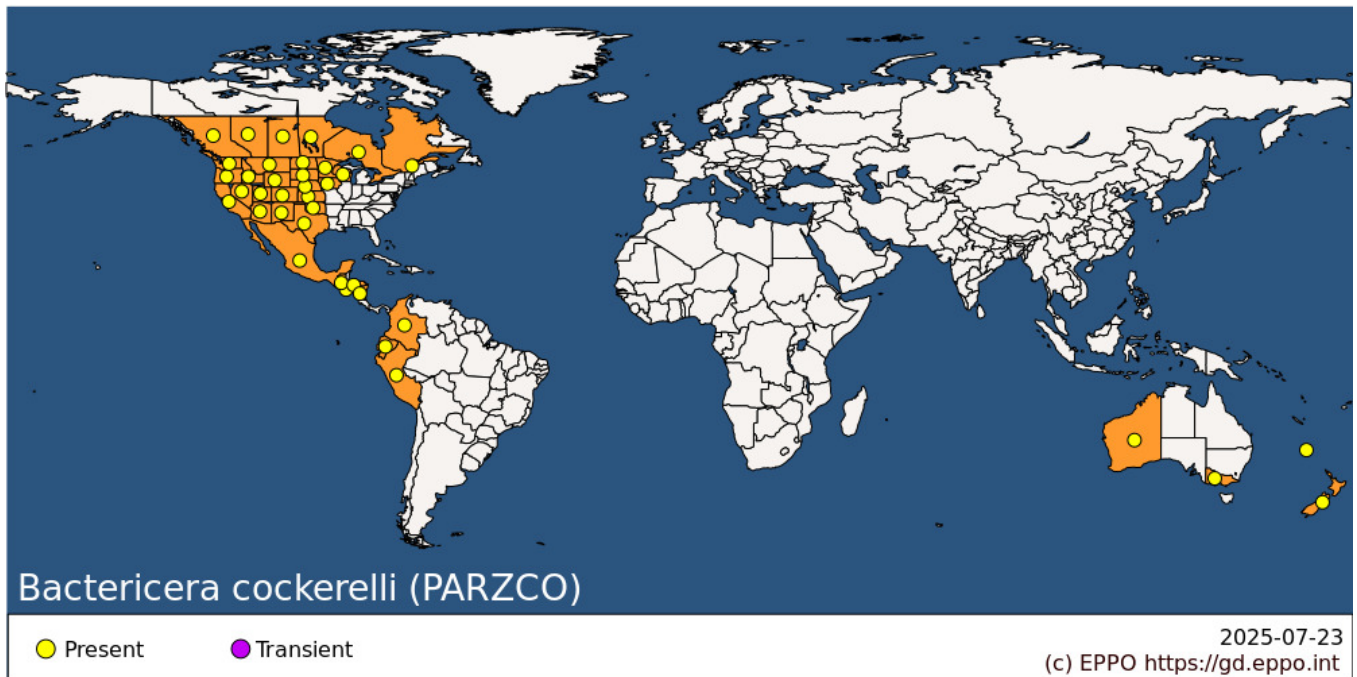 Bactericera cockerelli (PARZCO)
Present
Transient
2025-07-23
(c) EPPO https://gd.eppo.int